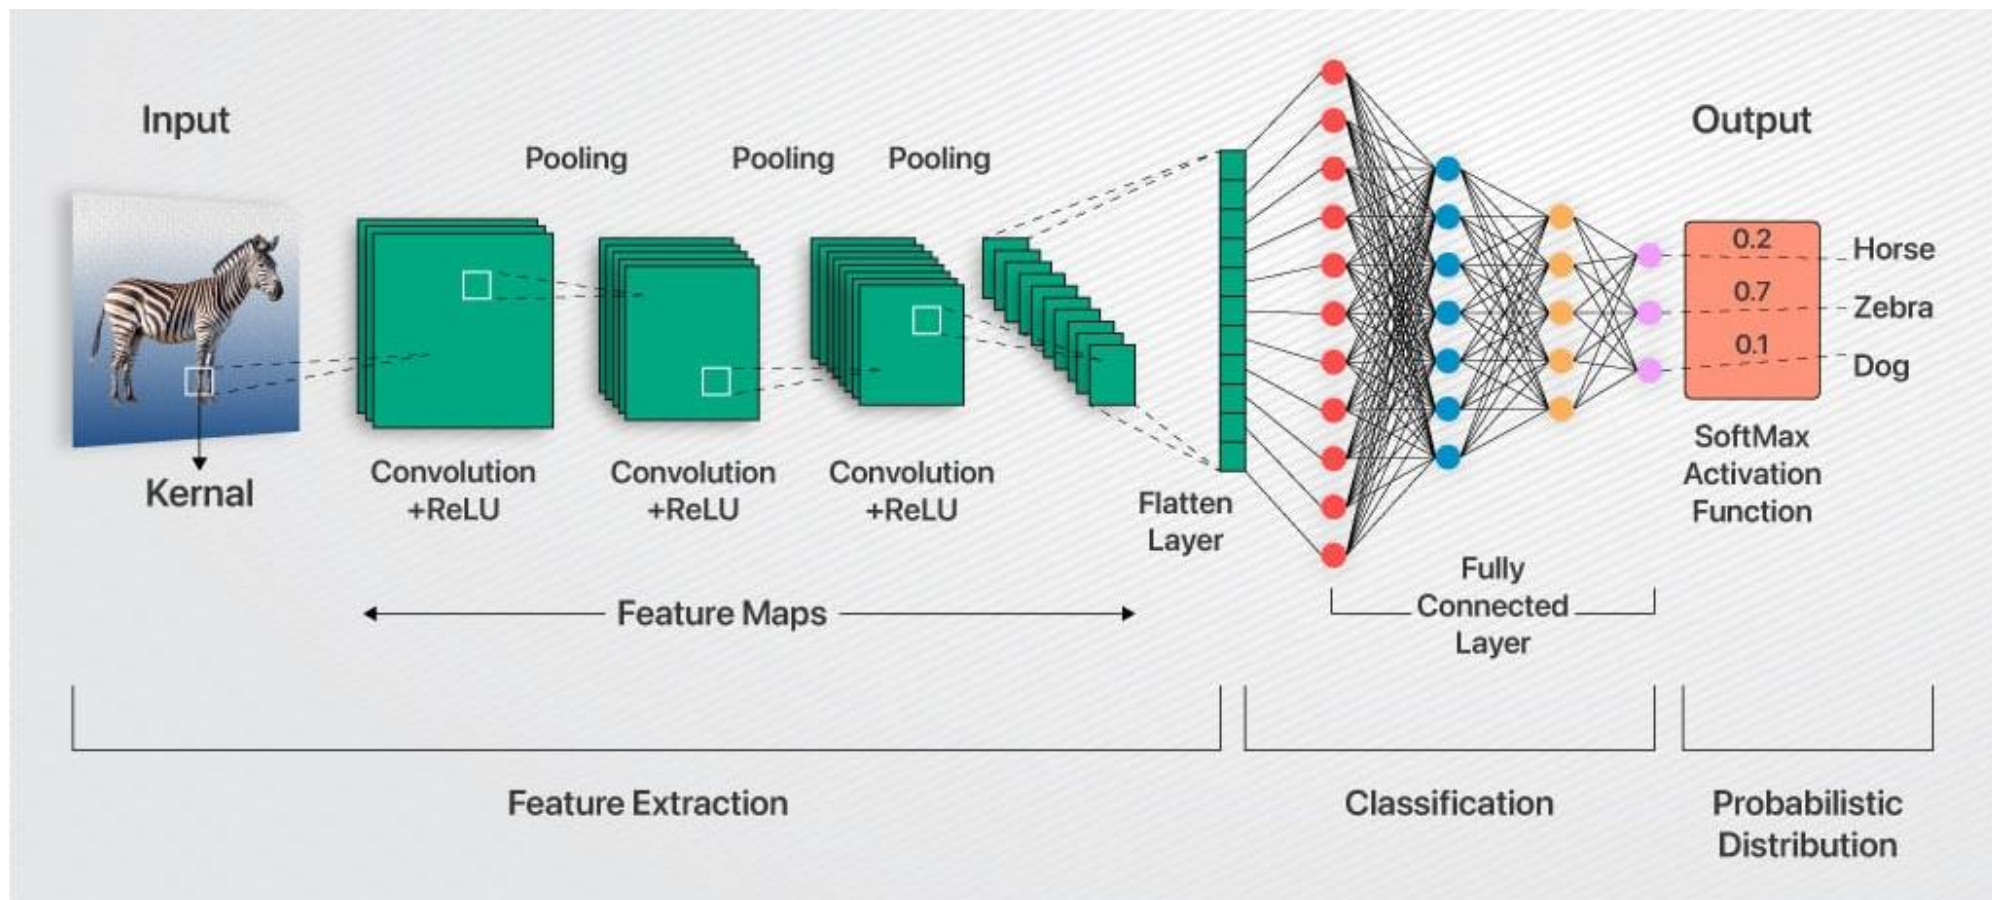 Input
Output
Pooling
Pooling
Pooling
0.2
Horse
0.7
Zebra
0.1
Dog
Kernal
Convolution
+ReLU
Convolution
+ReLU
Convolution
+ReLU
Flatten
Layer
SoftMax
Activation
Function
Feature Maps
Fully
Connected
Layer
Feature Extraction
Classification
Probabilistic
Distribution